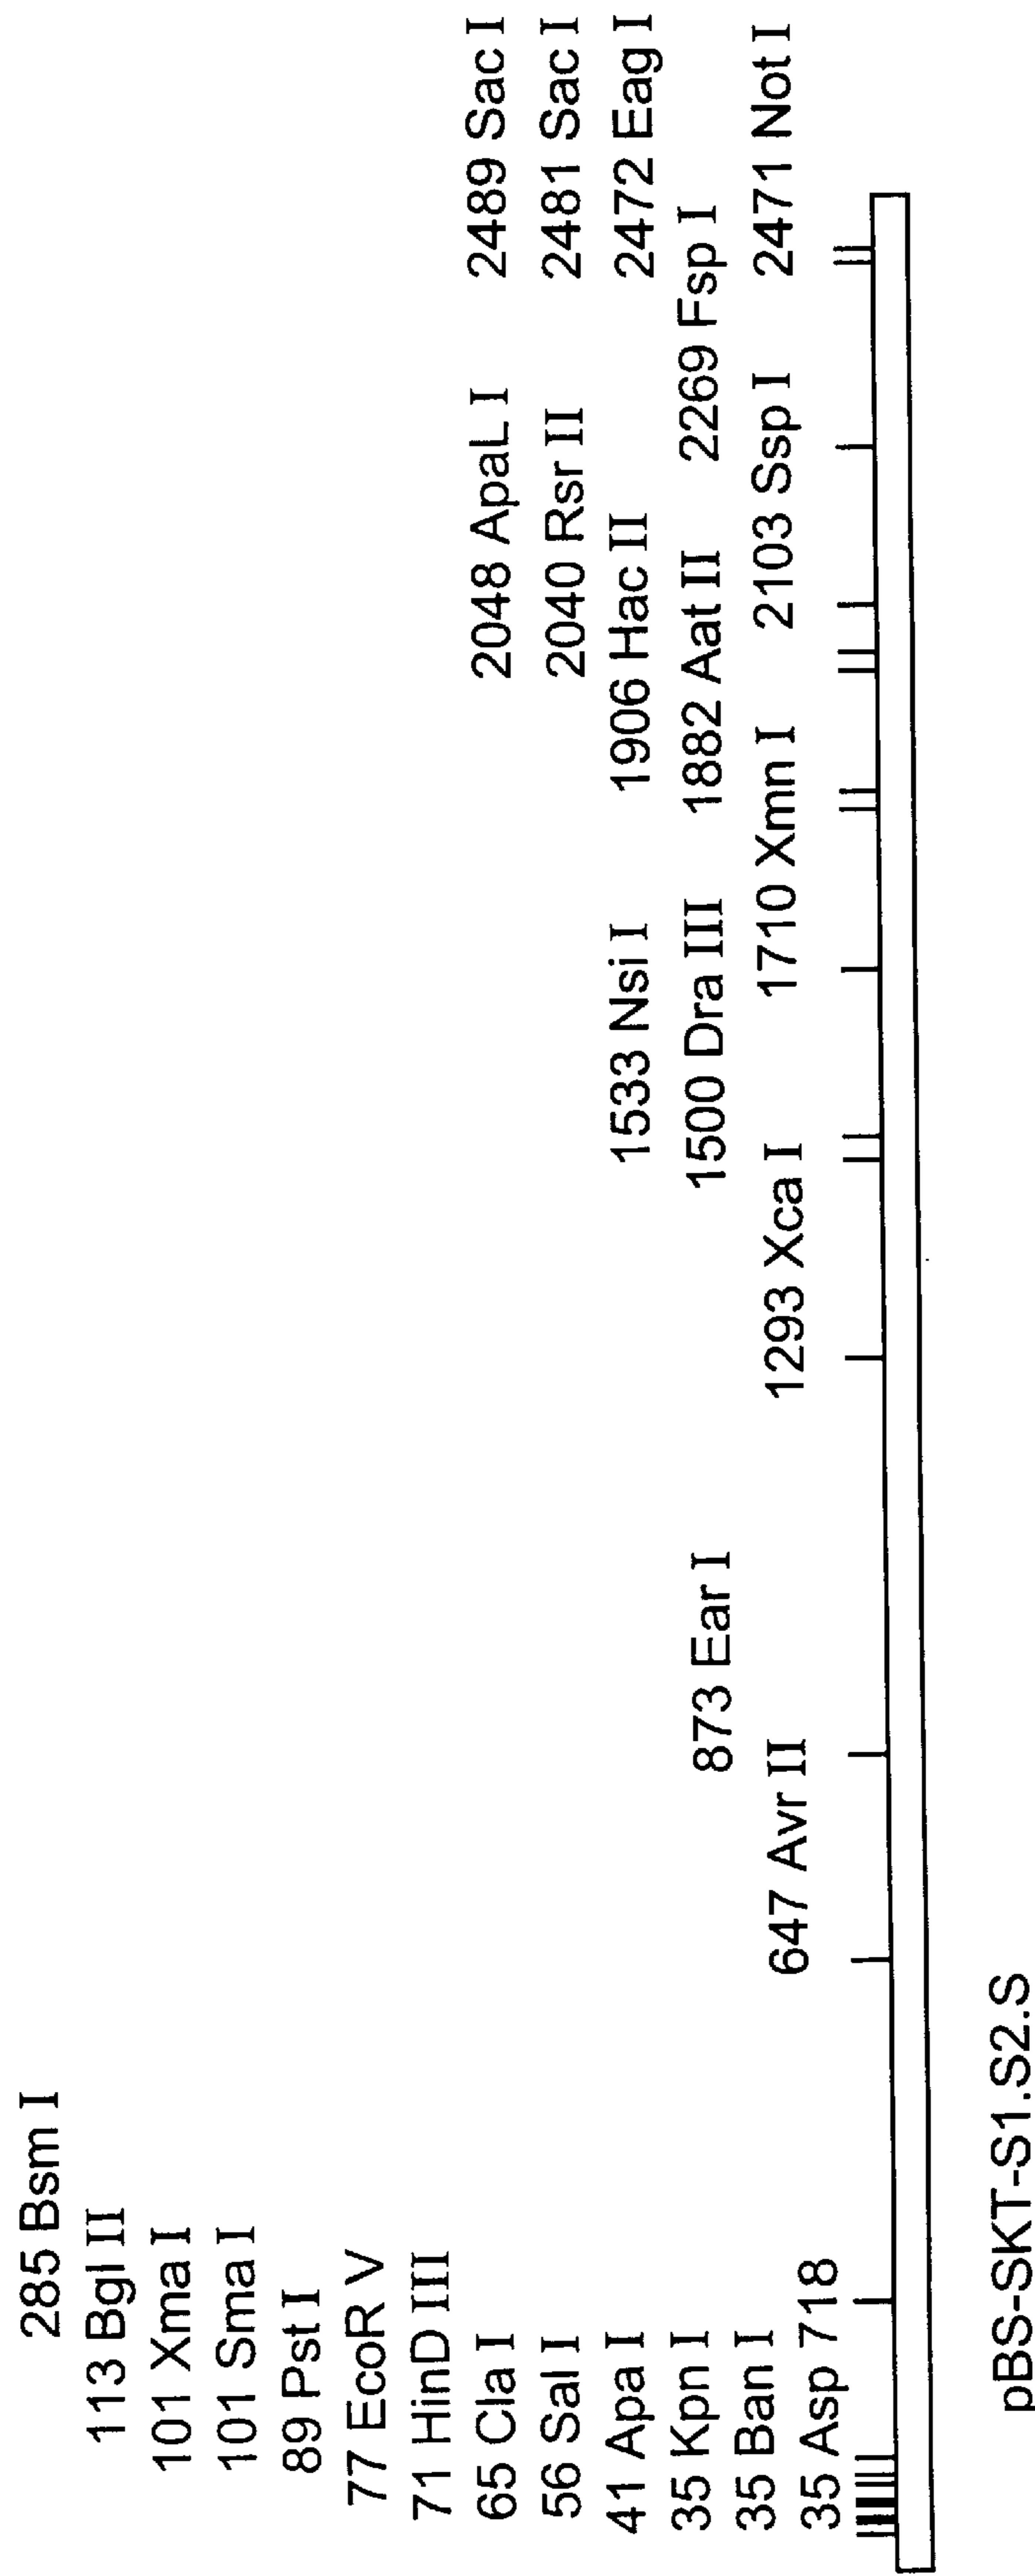 285 Bsm I
113 Bgl II
101 Xma I
101 Sma I
89 Pst I
77 EcoR V
71 HinD III
65 Cla I
56 Sal I
41 Apa I
35 Kpn I
35 Ban I
35 Asp 718
647 Avr II
873 Ear I
1293 Xca I
1533 Nsi I
1500 Dra III
1710 Xmn I
1906 Hac II
1882 Aat II
2048 ApaL I
2040 Rsr II
2103 Ssp I
2269 Fsp I
2489 Sac I
2481 Sac I
2472 Eag I
2471 Not I
pBS-SKT-S1.S2.S